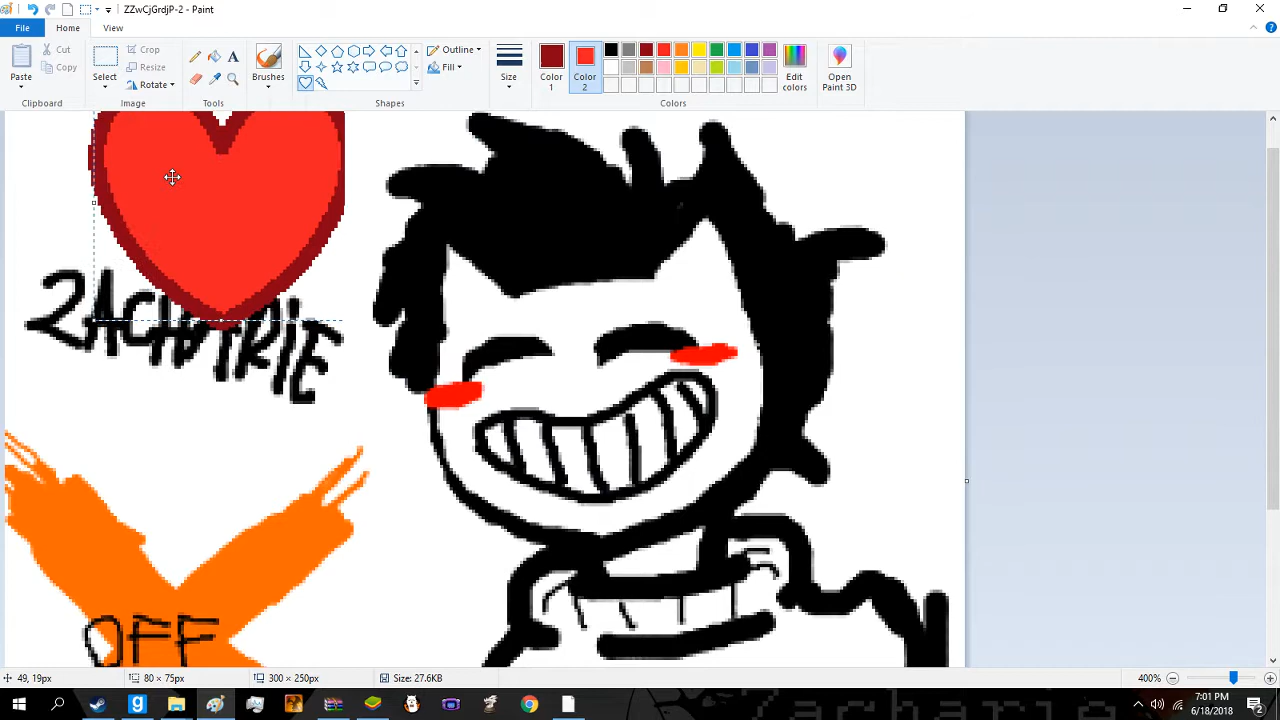 ZZwCjGrdjP-2 - Paint
File Home View
Paste
Cut
Copy
Clipboard
Select
Crop
Resize
Rotate
Image
A
Tools
Brushes
Outline
Fill
Shapes
Size
Color 1
Color 2
Edit colors
Colors
Open Paint 3D
ZACHATRIE
OFF
49, 19px
80 × 75px
300 × 250px
Size: 27.6KB
400%
:01 PM
6/18/2018